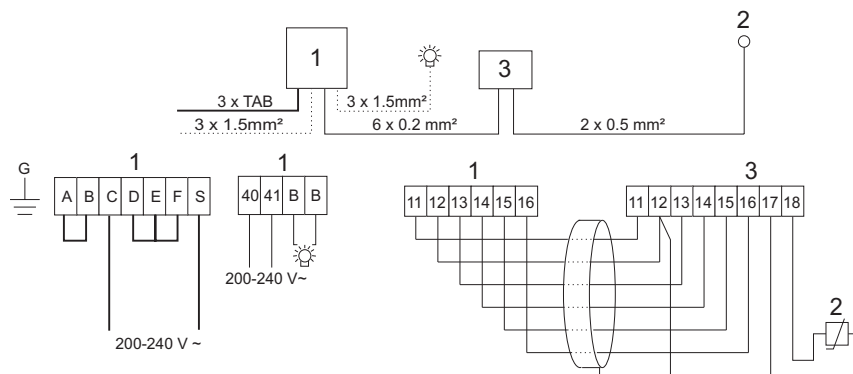 2
1
3
3 x TAB
3 x 1.5mm²
3 x 1.5mm²
6 x 0.2 mm²
2 x 0.5 mm²
G
1
1
1
3
A B C D E F S
40 41 B B
11 12 13 14 15 16
11 12 13 14 15 16 17 18
200-240 V~
200-240 V ~
2